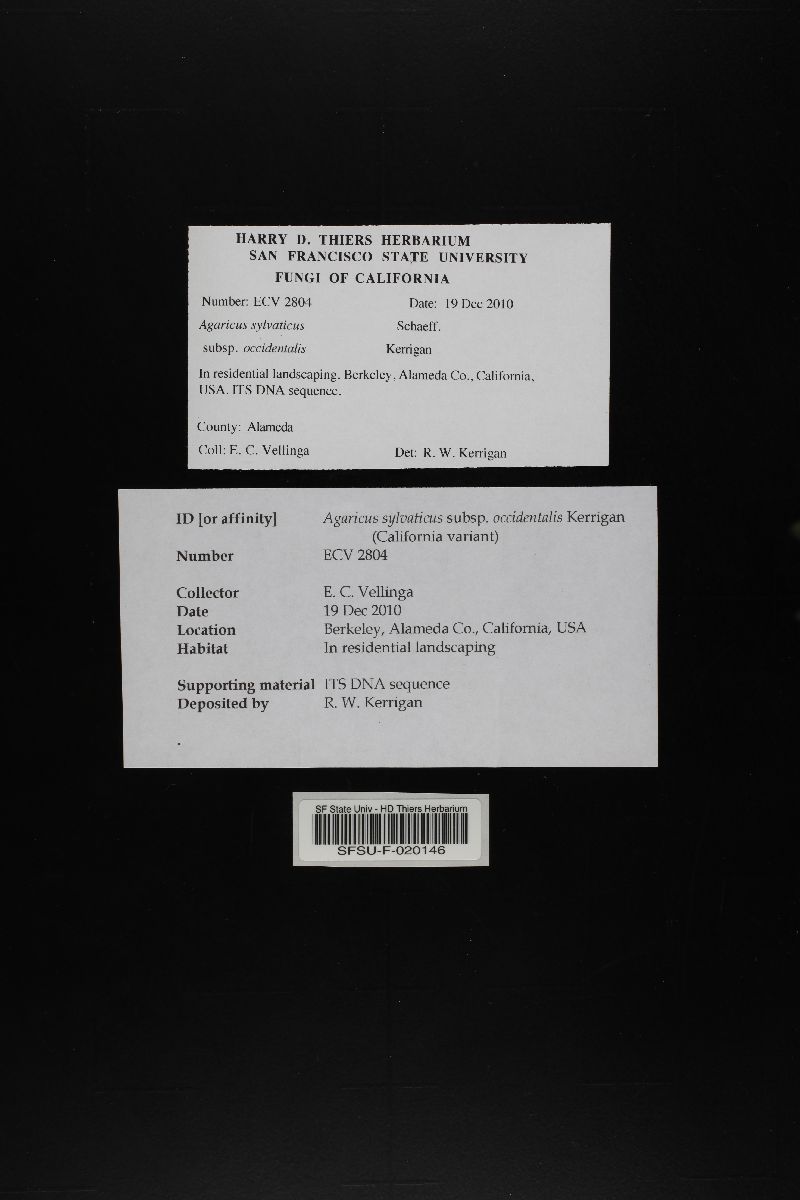 HARRY D. THIERS HERBARIUM
SAN FRANCISCO STATE UNIVERSITY
FUNGI OF CALIFORNIA
Number: ECV 2804 Date: 19 Dec 2010
Agaricus sylvaticus Schaeff.
subsp. occidentalis Kerrigan
In residential landscaping. Berkeley, Alameda Co., California,
USA. ITS DNA sequence.
County: Alameda
Coll: E. C. Vellinga Det: R. W. Kerrigan
ID [or affinity] Agaricus sylvaticus subsp. occidentalis Kerrigan
(California variant)
Number ECV 2804
Collector E. C. Vellinga
Date 19 Dec 2010
Location Berkeley, Alameda Co., California, USA
Habitat In residential landscaping
Supporting material ITS DNA sequence
Deposited by R. W. Kerrigan
SF State Univ - HD Thiers Herbarium
SFSU-F-020146